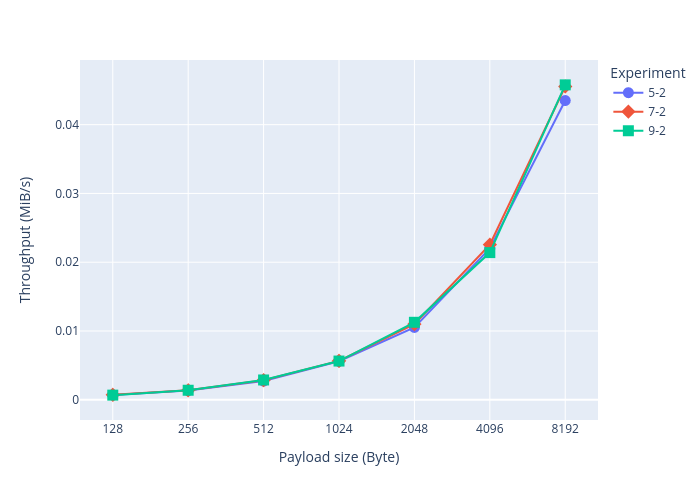 Experiment
5-2
7-2
9-2
Throughput (MiB/s)
0.04
0.03
0.02
0.01
0
128 256 512 1024 2048 4096 8192
Payload size (Byte)